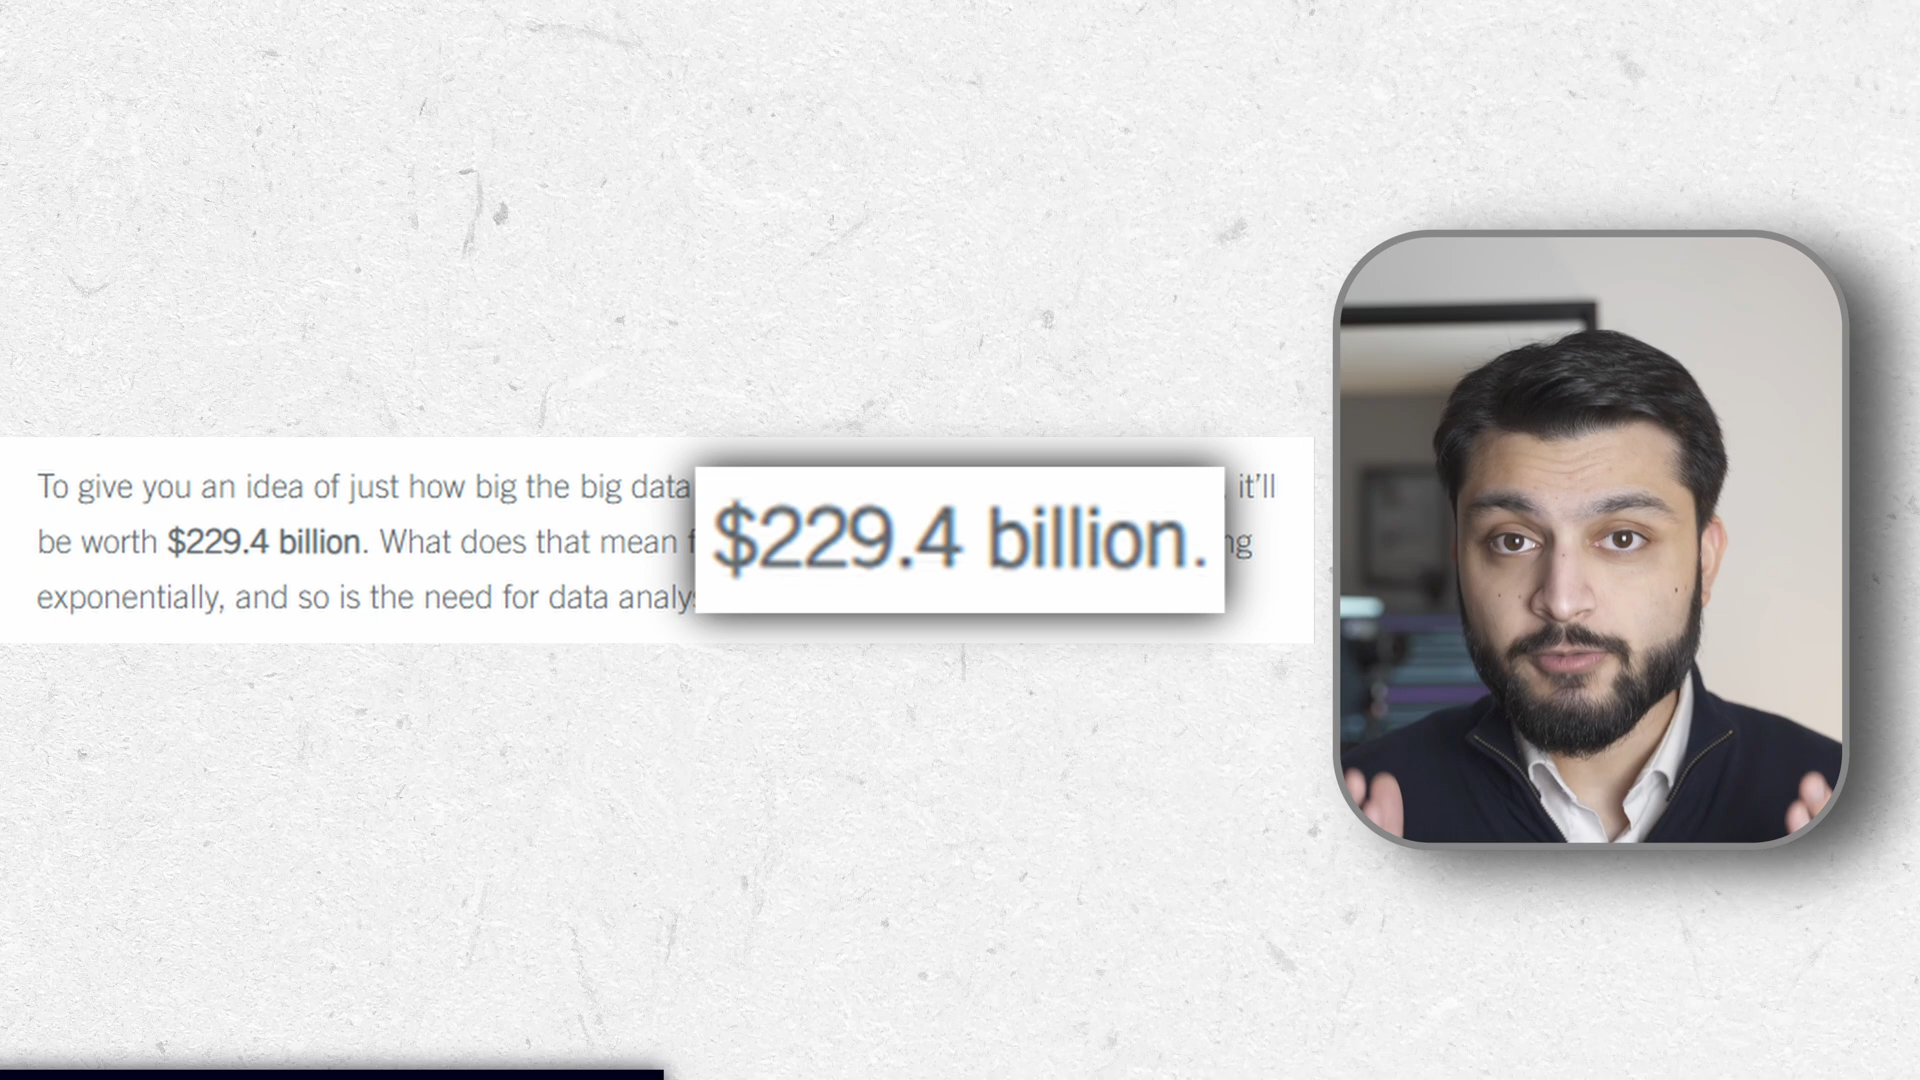 To give you an idea of just how big the big data it'll
be worth $229.4 billion. What does that mean
exponentially, and so is the need for data
$229.4 billion.